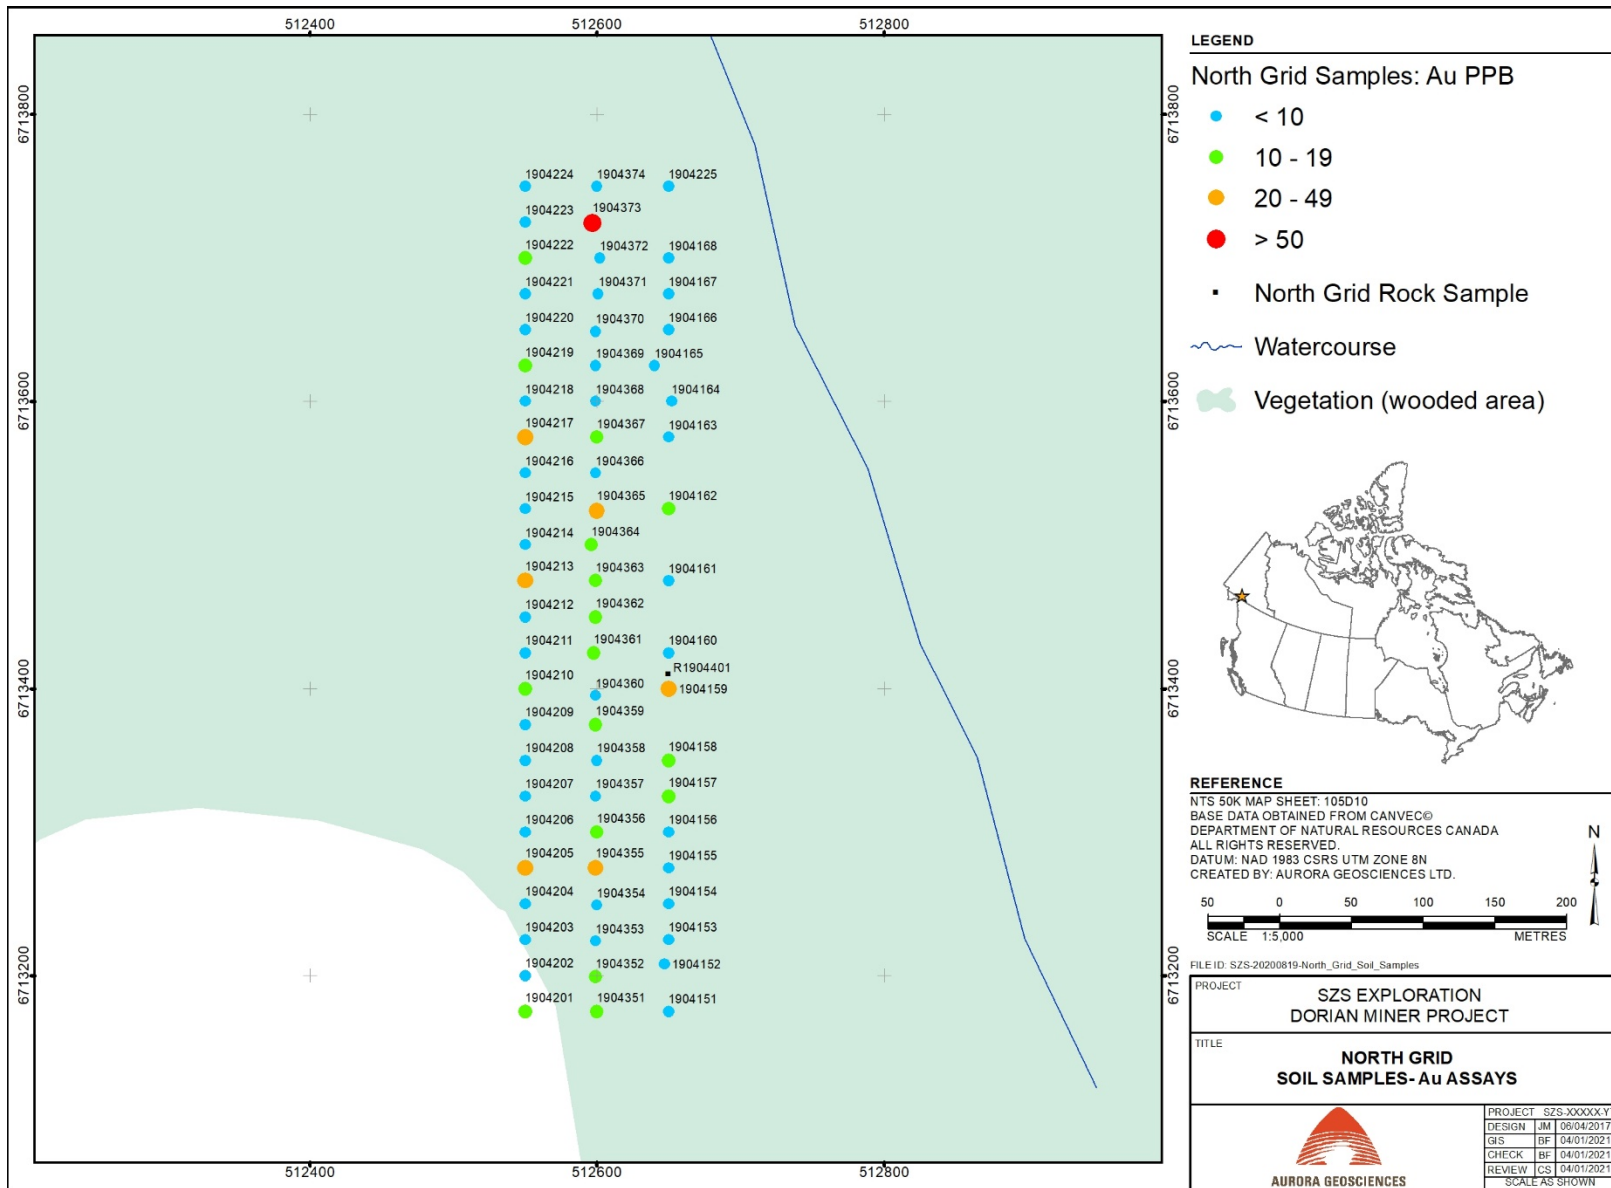 512400 512600 512800
6713800
6713800
6713600
6713600
6713400
6713400
6713200
6713200
1904224 1904374 1904225
1904223 1904373
1904222 1904372 1904168
1904221 1904371 1904167
1904220 1904370 1904166
1904219 1904369 1904165
1904218 1904368 1904164
1904217 1904367 1904163
1904216 1904366
1904215 1904365 1904162
1904214 1904364
1904213 1904363 1904161
1904212 1904362
1904211 1904361 1904160
R1904401
1904210 1904360 1904159
1904209 1904359
1904208 1904358 1904158
1904207 1904357 1904157
1904206 1904356 1904156
1904205 1904355 1904155
1904204 1904354 1904154
1904203 1904353 1904153
1904202 1904352 1904152
1904201 1904351 1904151
512400 512600 512800
LEGEND
North Grid Samples: Au PPB
< 10
10 - 19
20 - 49
> 50
North Grid Rock Sample
Watercourse
Vegetation (wooded area)
REFERENCE
NTS 50K MAP SHEET: 105D10
BASE DATA OBTAINED FROM CANVEC©
DEPARTMENT OF NATURAL RESOURCES CANADA
ALL RIGHTS RESERVED.
DATUM: NAD 1983 CSRS UTM ZONE 8N
CREATED BY: AURORA GEOSCIENCES LTD.
N
50 0 50 100 150 200
SCALE 1:5,000 METRES
FILE ID: SZS-20200819-North_Grid_Soil_Samples
PROJECT
SZS EXPLORATION
DORIAN MINER PROJECT
TITLE
NORTH GRID
SOIL SAMPLES- Au ASSAYS
AURORA GEOSCIENCES
PROJECT SZS-XXXXX-Y
DESIGN JM 06/04/2017
GIS BF 04/01/2021
CHECK BF 04/01/2021
REVIEW CS 04/01/2021
SCALE AS SHOWN